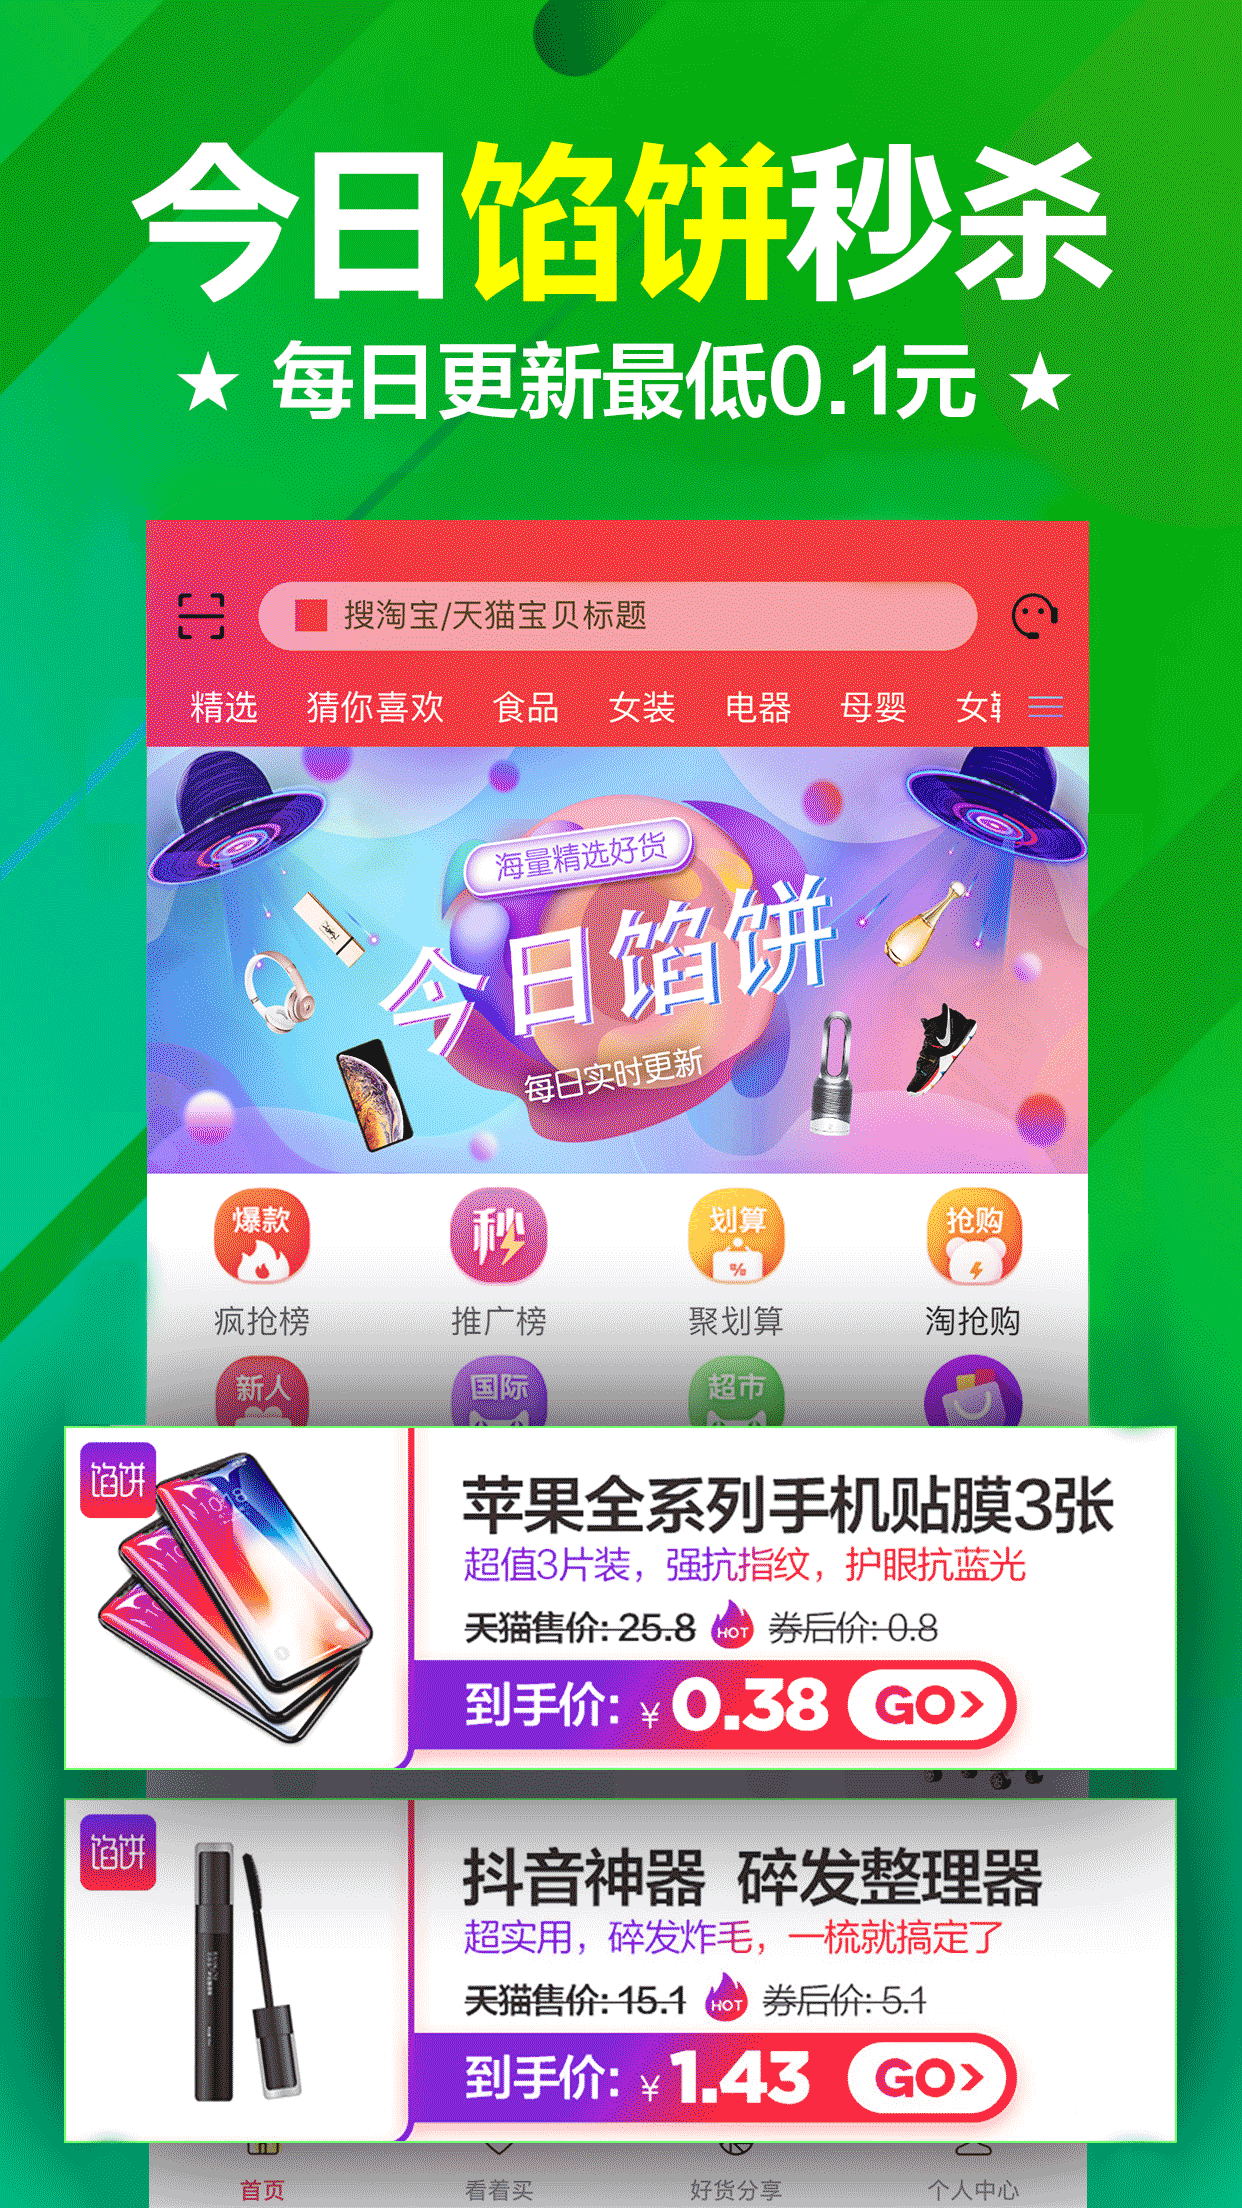 今日馅饼秒杀
★ 每日更新最低0.1元 ★
搜淘宝/天猫宝贝标题
精选 猜你喜欢 食品 女装 电器 母婴 女
海量精选好货
今日馅饼
每日实时更新
爆款 秒 划算 抢购
疯抢榜 推广榜 聚划算 淘抢购
新人 国际 超市
馅饼
苹果全系列手机贴膜3张
超值3片装，强抗指纹，护眼抗蓝光
天猫售价: 25.8 HOT 券后价: 0.8
到手价: ¥ 0.38 GO>
馅饼
抖音神器 碎发整理器
超实用，碎发炸毛，一梳就搞定了
天猫售价: 15.1 HOT 券后价: 5.1
到手价: ¥ 1.43 GO>
首页 看着买 好货分享 个人中心